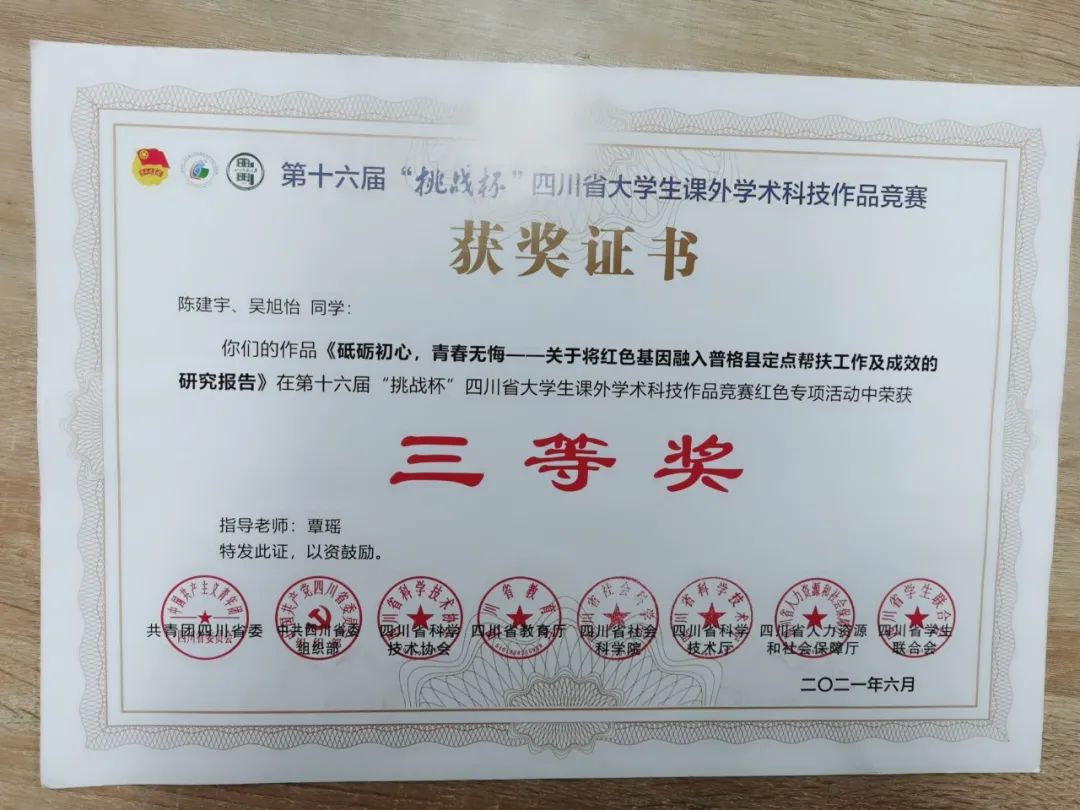 第十六届“挑战杯”四川省大学生课外学术科技作品竞赛
获奖证书
陈建宇、吴旭怡 同学：
你们的作品《砥砺初心，青春无悔——关于将红色基因融入普格县定点帮扶工作及成效的
研究报告》在第十六届“挑战杯”四川省大学生课外学术科技作品竞赛红色专项活动中荣获
三等奖
指导老师：覃瑶
特发此证，以资鼓励。
共青团四川省委
中共四川省委
组织部
四川省科学
技术协会
四川省教育厅
四川省社会
科学院
四川省科学
技术厅
四川省人力资源
和社会保障厅
四川省学生
联合会
二〇二一年六月